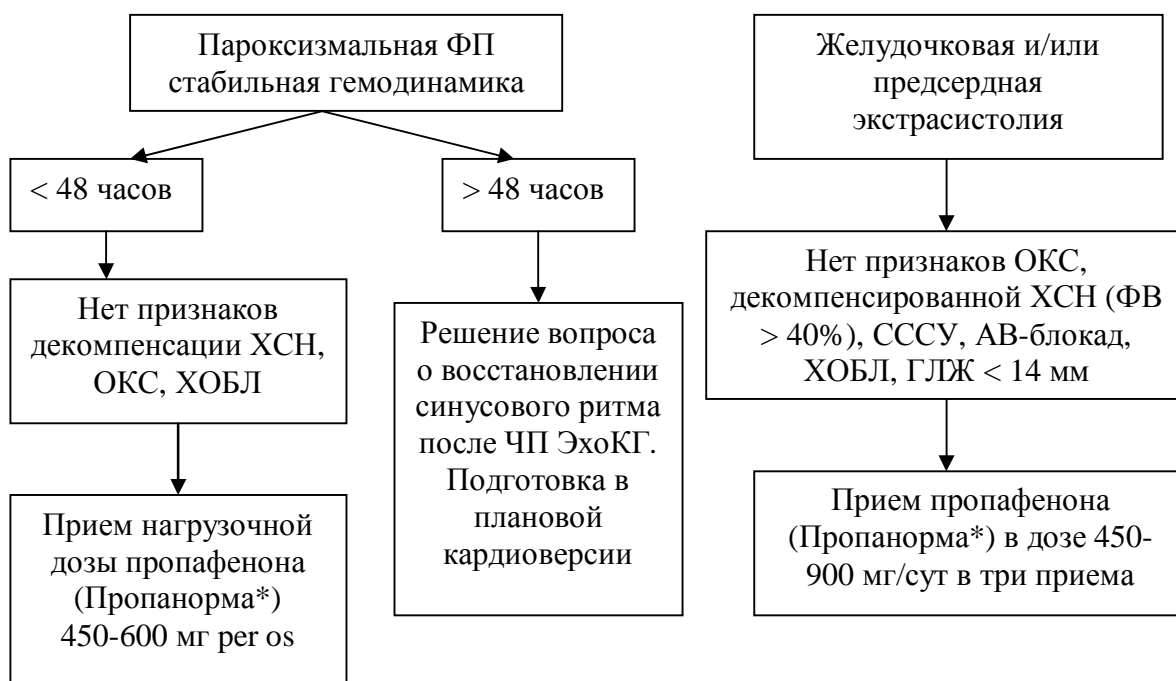 Пароксизмальная ФП
стабильная гемодинамика
< 48 часов
> 48 часов
Нет признаков
декомпенсации ХСН,
ОКС, ХОБЛ
Решение вопроса
о восстановлении
синусового ритма
после ЧП ЭхоКГ.
Подготовка в
плановой
кардиоверсии
Прием нагрузочной
дозы пропафенона
(Пропанорма*)
450-600 мг per os
Желудочковая и/или
предсердная
экстрасистолия
Нет признаков ОКС,
декомпенсированной ХСН (ФВ
> 40%), СССУ, АВ-блокад,
ХОБЛ, ГЛЖ < 14 мм
Прием пропафенона
(Пропанорма*) в дозе 450-
900 мг/сут в три приема